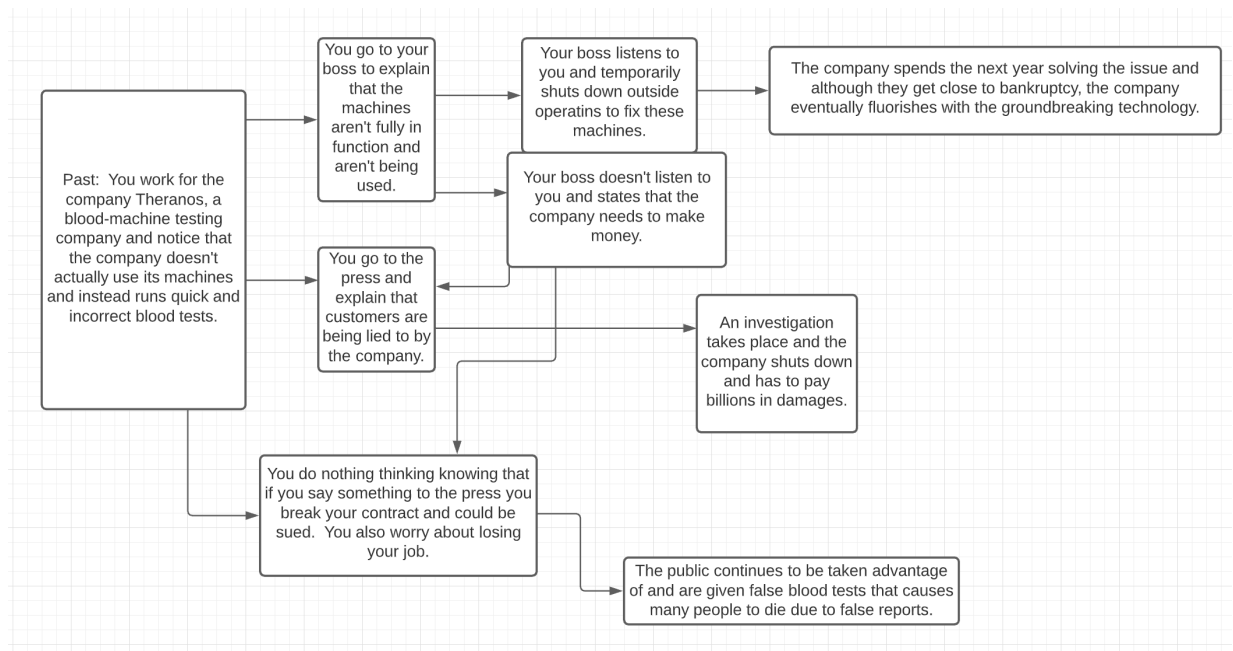 Past:  You work for the
company Theranos, a
blood-machine testing
company and notice that
the company doesn't
actually use its machines
and instead runs quick and
incorrect blood tests.
You go to your
boss to explain
that the
machines
aren't fully in
function and
aren't being
used.
Your boss listens to
you and temporarily
shuts down outside
operatins to fix these
machines.
The company spends the next year solving the issue and
although they get close to bankruptcy, the company
eventually fluorishes with the groundbreaking technology.
Your boss doesn't listen to
you and states that the
company needs to make
money.
You go to the
press and
explain that
customers are
being lied to by
the company.
An investigation
takes place and the
company shuts down
and has to pay
billions in damages.
You do nothing thinking knowing that
if you say something to the press you
break your contract and could be
sued.  You also worry about losing
your job.
The public continues to be taken advantage
of and are given false blood tests that causes
many people to die due to false reports.